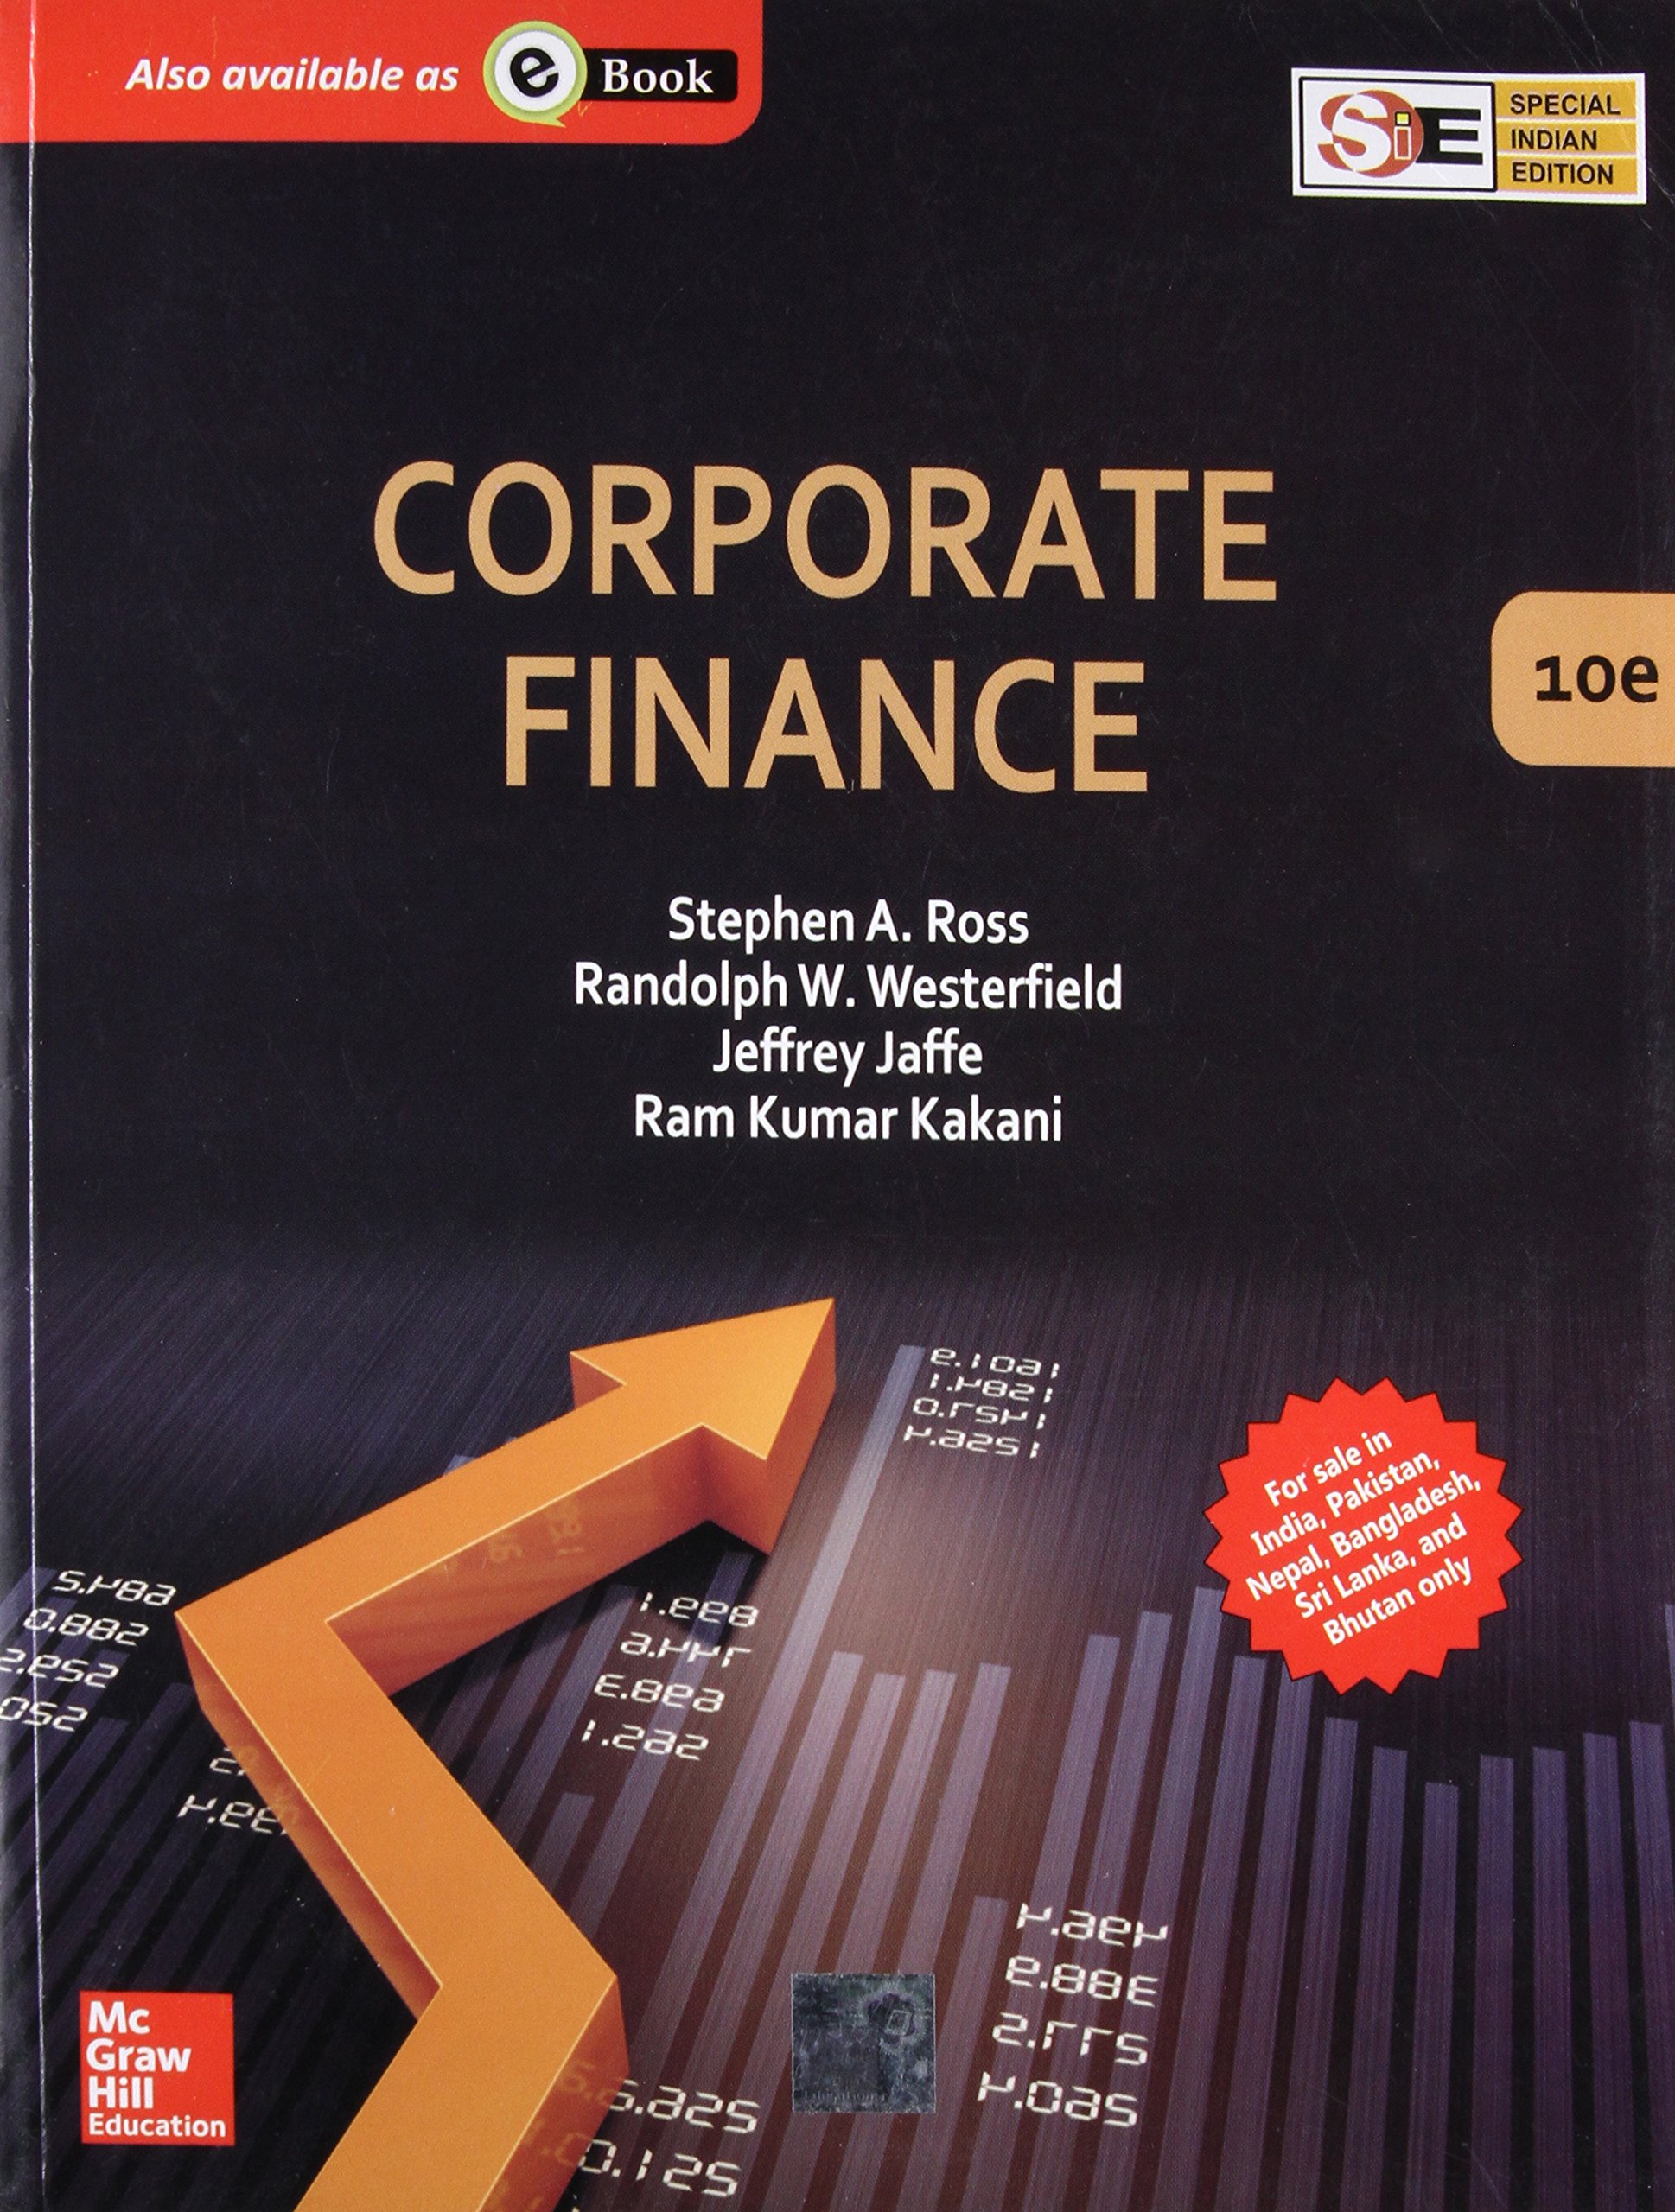 Also available as e Book
SiE
SPECIAL
INDIAN
EDITION
CORPORATE
FINANCE
10e
Stephen A. Ross
Randolph W. Westerfield
Jeffrey Jaffe
Ram Kumar Kakani
For sale in
India, Pakistan,
Nepal, Bangladesh,
Sri Lanka, and
Bhutan only
Mc
Graw
Hill
Education